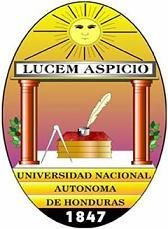 LUCEM ASPICIO
UNIVERSIDAD NACIONAL
AUTONOMA
DE HONDURAS
1847